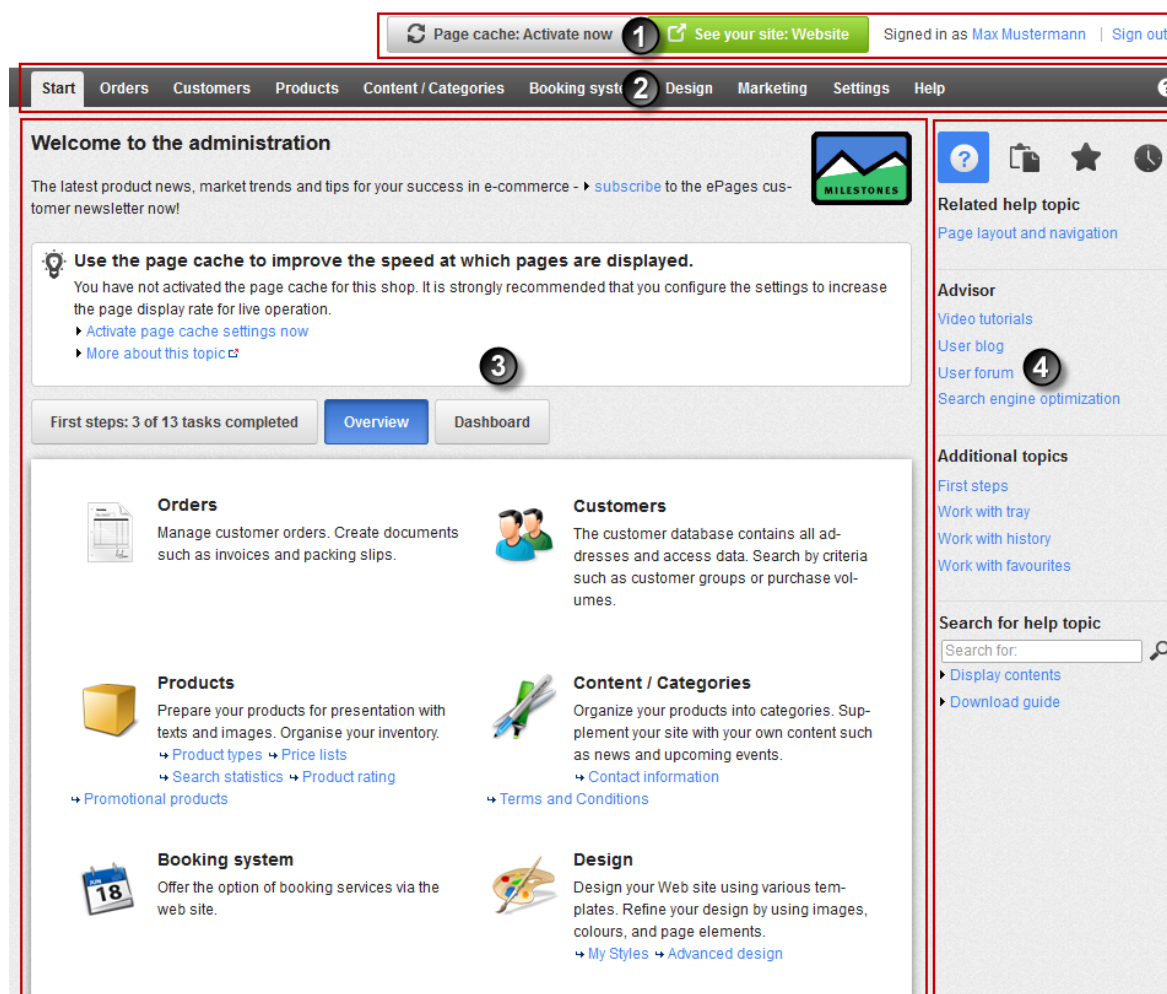 Page cache: Activate now 1 See your site: Website Signed in as Max Mustermann | Sign out
Start Orders Customers Products Content / Categories Booking syst 2 Design Marketing Settings Help ?
Welcome to the administration
MILESTONES
The latest product news, market trends and tips for your success in e-commerce - subscribe to the ePages cus-
tomer newsletter now!
Use the page cache to improve the speed at which pages are displayed.
You have not activated the page cache for this shop. It is strongly recommended that you configure the settings to increase
the page display rate for live operation.
Activate page cache settings now
More about this topic
3
First steps: 3 of 13 tasks completed Overview Dashboard
Orders
Manage customer orders. Create documents
such as invoices and packing slips.
Customers
The customer database contains all ad-
dresses and access data. Search by criteria
such as customer groups or purchase vol-
umes.
Products
Prepare your products for presentation with
texts and images. Organise your inventory.
Product types Price lists
Search statistics Product rating
Promotional products
Content / Categories
Organize your products into categories. Sup-
plement your site with your own content such
as news and upcoming events.
Contact information
Terms and Conditions
JUN
18
Booking system
Offer the option of booking services via the
web site.
Design
Design your Web site using various tem-
plates. Refine your design by using images,
colours, and page elements.
My Styles Advanced design
?
Related help topic
Page layout and navigation
Advisor
Video tutorials
User blog
User forum 4
Search engine optimization
Additional topics
First steps
Work with tray
Work with history
Work with favourites
Search for help topic
Search for:
Display contents
Download guide